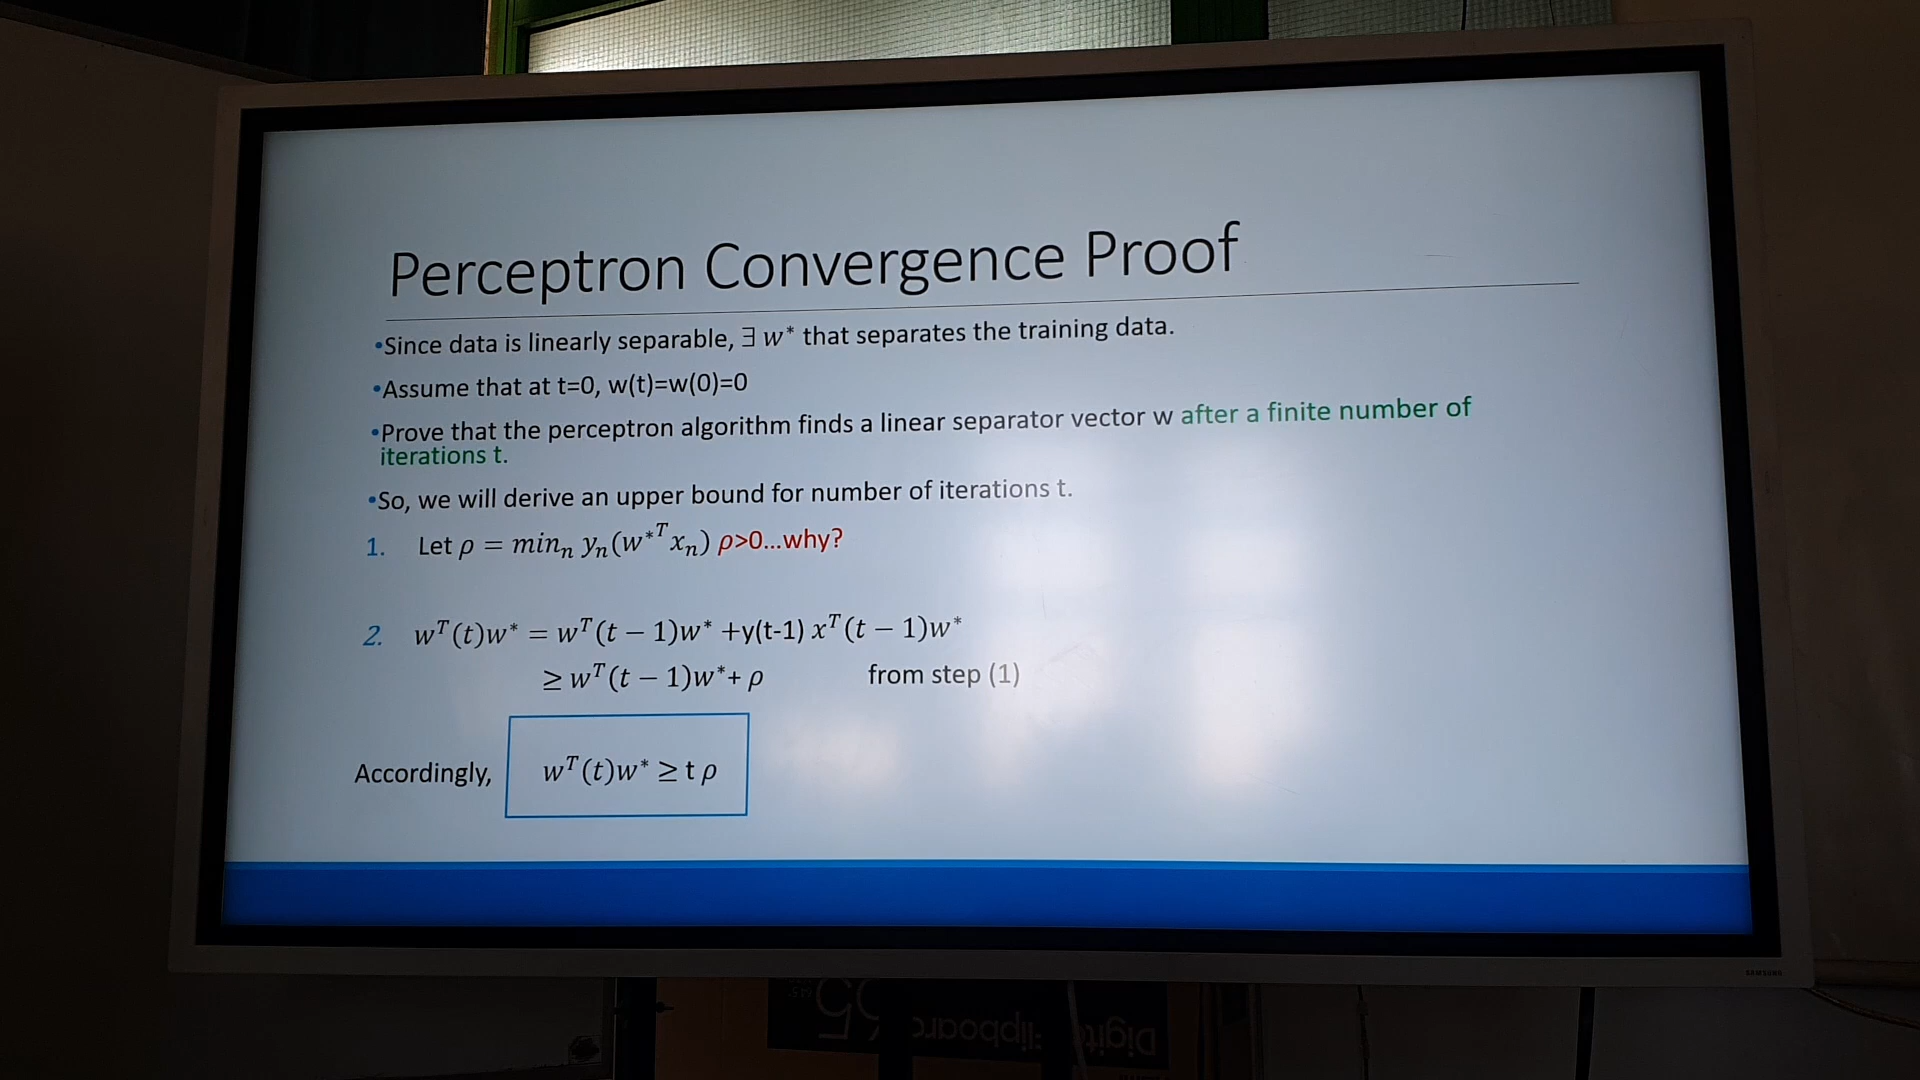 Perceptron Convergence Proof
•Since data is linearly separable, ∃ w* that separates the training data.
•Assume that at t=0, w(t)=w(0)=0
•Prove that the perceptron algorithm finds a linear separator vector w after a finite number of
iterations t.
•So, we will derive an upper bound for number of iterations t.
1. Let ρ = minₙ yₙ(w*ᵀxₙ) ρ>0...why?
2. wᵀ(t)w* = wᵀ(t − 1)w* +y(t-1) xᵀ(t − 1)w*
≥ wᵀ(t − 1)w*+ ρ from step (1)
Accordingly, wᵀ(t)w* ≥ t ρ
SAMSUNG